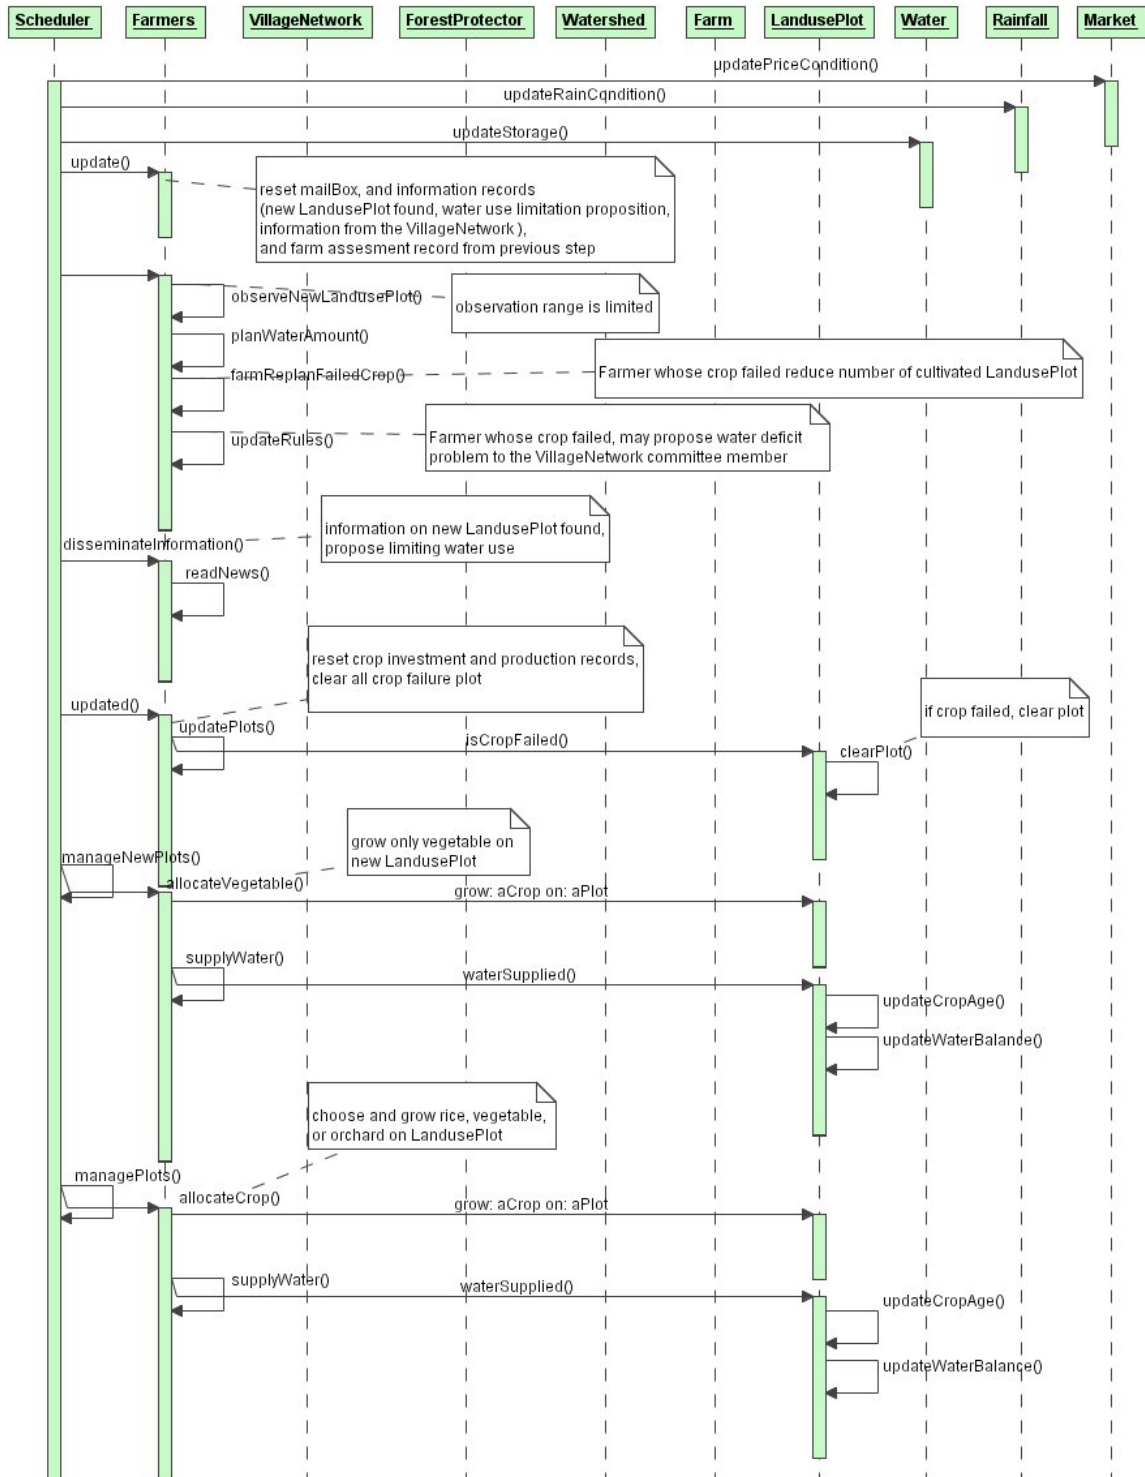 Scheduler
Farmers
VillageNetwork
ForestProtector
Watershed
Farm
LandusePlot
Water
Rainfall
Market
updatePriceCondition()
updateRainCondition()
updateStorage()
update()
reset mailBox, and information records
(new LandusePlot found, water use limitation proposition,
information from the VillageNetwork ),
and farm assesment record from previous step
observeNewLandusePlot()
observation range is limited
planWaterAmount()
farmReplanFailedCrop()
Farmer whose crop failed reduce number of cultivated LandusePlot
updateRules()
Farmer whose crop failed, may propose water deficit
problem to the VillageNetwork committee member
information on new LandusePlot found,
propose limiting water use
disseminateInformation()
readNews()
reset crop investment and production records,
clear all crop failure plot
updated()
if crop failed, clear plot
updatePlots()
isCropFailed()
clearPlot()
grow only vegetable on
new LandusePlot
manageNewPlots()
allocateVegetable()
grow: aCrop on: aPlot
supplyWater()
waterSupplied()
updateCropAge()
updateWaterBalance()
choose and grow rice, vegetable,
or orchard on LandusePlot
managePlots()
allocateCrop()
grow: aCrop on: aPlot
supplyWater()
waterSupplied()
updateCropAge()
updateWaterBalance()